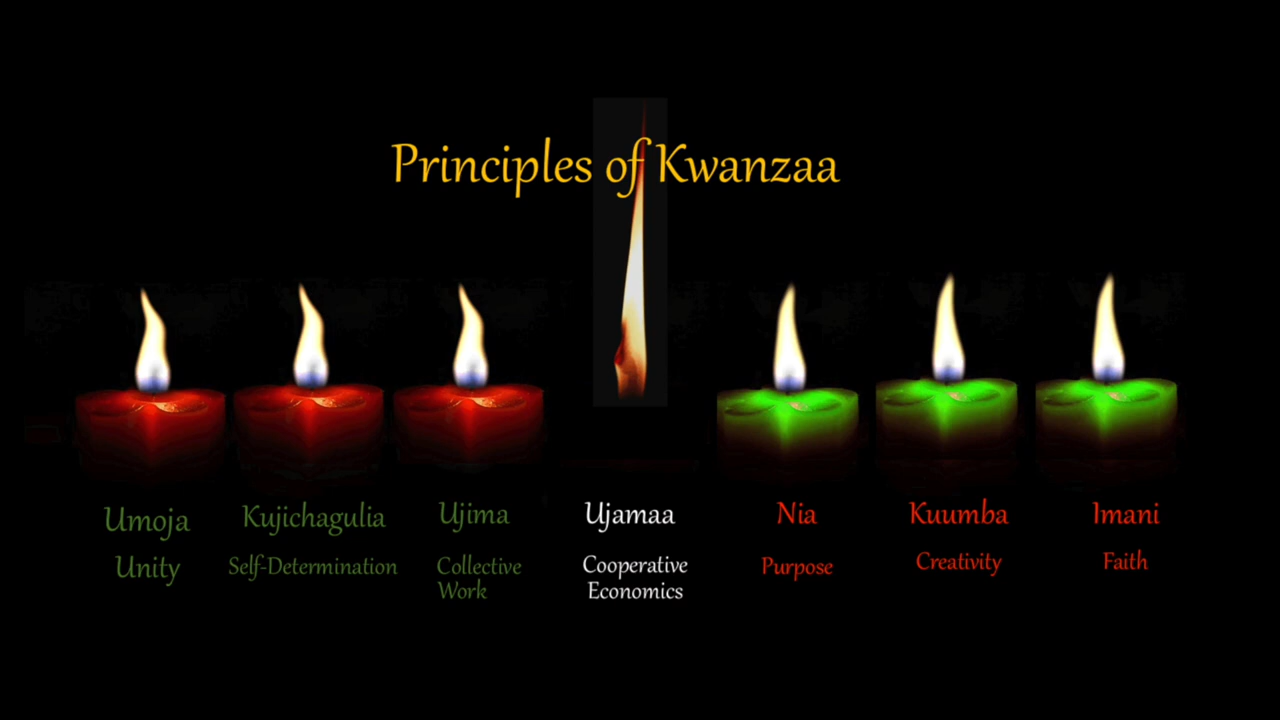 Principles of Kwanzaa
Umoja
Unity
Kujichagulia
Self-Determination
Ujima
Collective
Work
Ujamaa
Cooperative
Economics
Nia
Purpose
Kuumba
Creativity
Imani
Faith